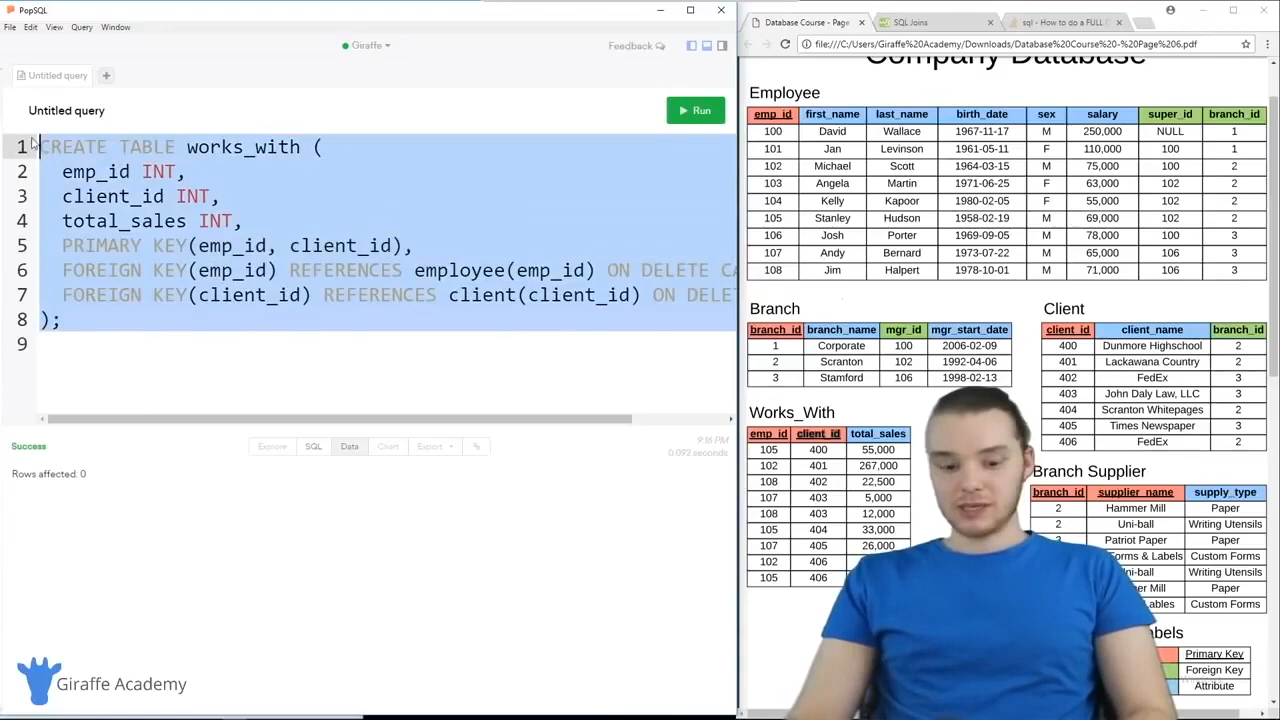 PopSQL
File Edit View Query Window
Giraffe
Feedback
Untitled query
Untitled query
Run
1 CREATE TABLE works_with (
2 emp_id INT,
3 client_id INT,
4 total_sales INT,
5 PRIMARY KEY(emp_id, client_id),
6 FOREIGN KEY(emp_id) REFERENCES employee(emp_id) ON DELETE CA
7 FOREIGN KEY(client_id) REFERENCES client(client_id) ON DELET
8 );
9
Success
Explore SQL Data Chart Export
9:16 PM
0.092 seconds
Rows affected: 0
Giraffe Academy
Database Course - Page
SQL Joins
sql - How to do a FULL
file:///C:/Users/Giraffe%20Academy/Downloads/Database%20Course%20-%20Page%206.pdf
Company Database
Employee
emp_id first_name last_name birth_date sex salary super_id branch_id
100 David Wallace 1967-11-17 M 250,000 NULL 1
101 Jan Levinson 1961-05-11 F 110,000 100 1
102 Michael Scott 1964-03-15 M 75,000 100 2
103 Angela Martin 1971-06-25 F 63,000 102 2
104 Kelly Kapoor 1980-02-05 F 55,000 102 2
105 Stanley Hudson 1958-02-19 M 69,000 102 2
106 Josh Porter 1969-09-05 M 78,000 100 3
107 Andy Bernard 1973-07-22 M 65,000 106 3
108 Jim Halpert 1978-10-01 M 71,000 106 3
Branch
branch_id branch_name mgr_id mgr_start_date
1 Corporate 100 2006-02-09
2 Scranton 102 1992-04-06
3 Stamford 106 1998-02-13
Client
client_id client_name branch_id
400 Dunmore Highschool 2
401 Lackawana Country 2
402 FedEx 3
403 John Daly Law, LLC 3
404 Scranton Whitepages 2
405 Times Newspaper 3
406 FedEx 2
Works_With
emp_id client_id total_sales
105 400 55,000
102 401 267,000
108 402 22,500
107 403 5,000
108 403 12,000
105 404 33,000
107 405 26,000
102 406
105 406
Branch Supplier
branch_id supplier_name supply_type
2 Hammer Mill Paper
2 Uni-ball Writing Utensils
Patriot Paper Paper
Forms & Labels Custom Forms
ni-ball Writing Utensils
er Mill Paper
ables Custom Forms
abels
Primary Key
Foreign Key
Attribute